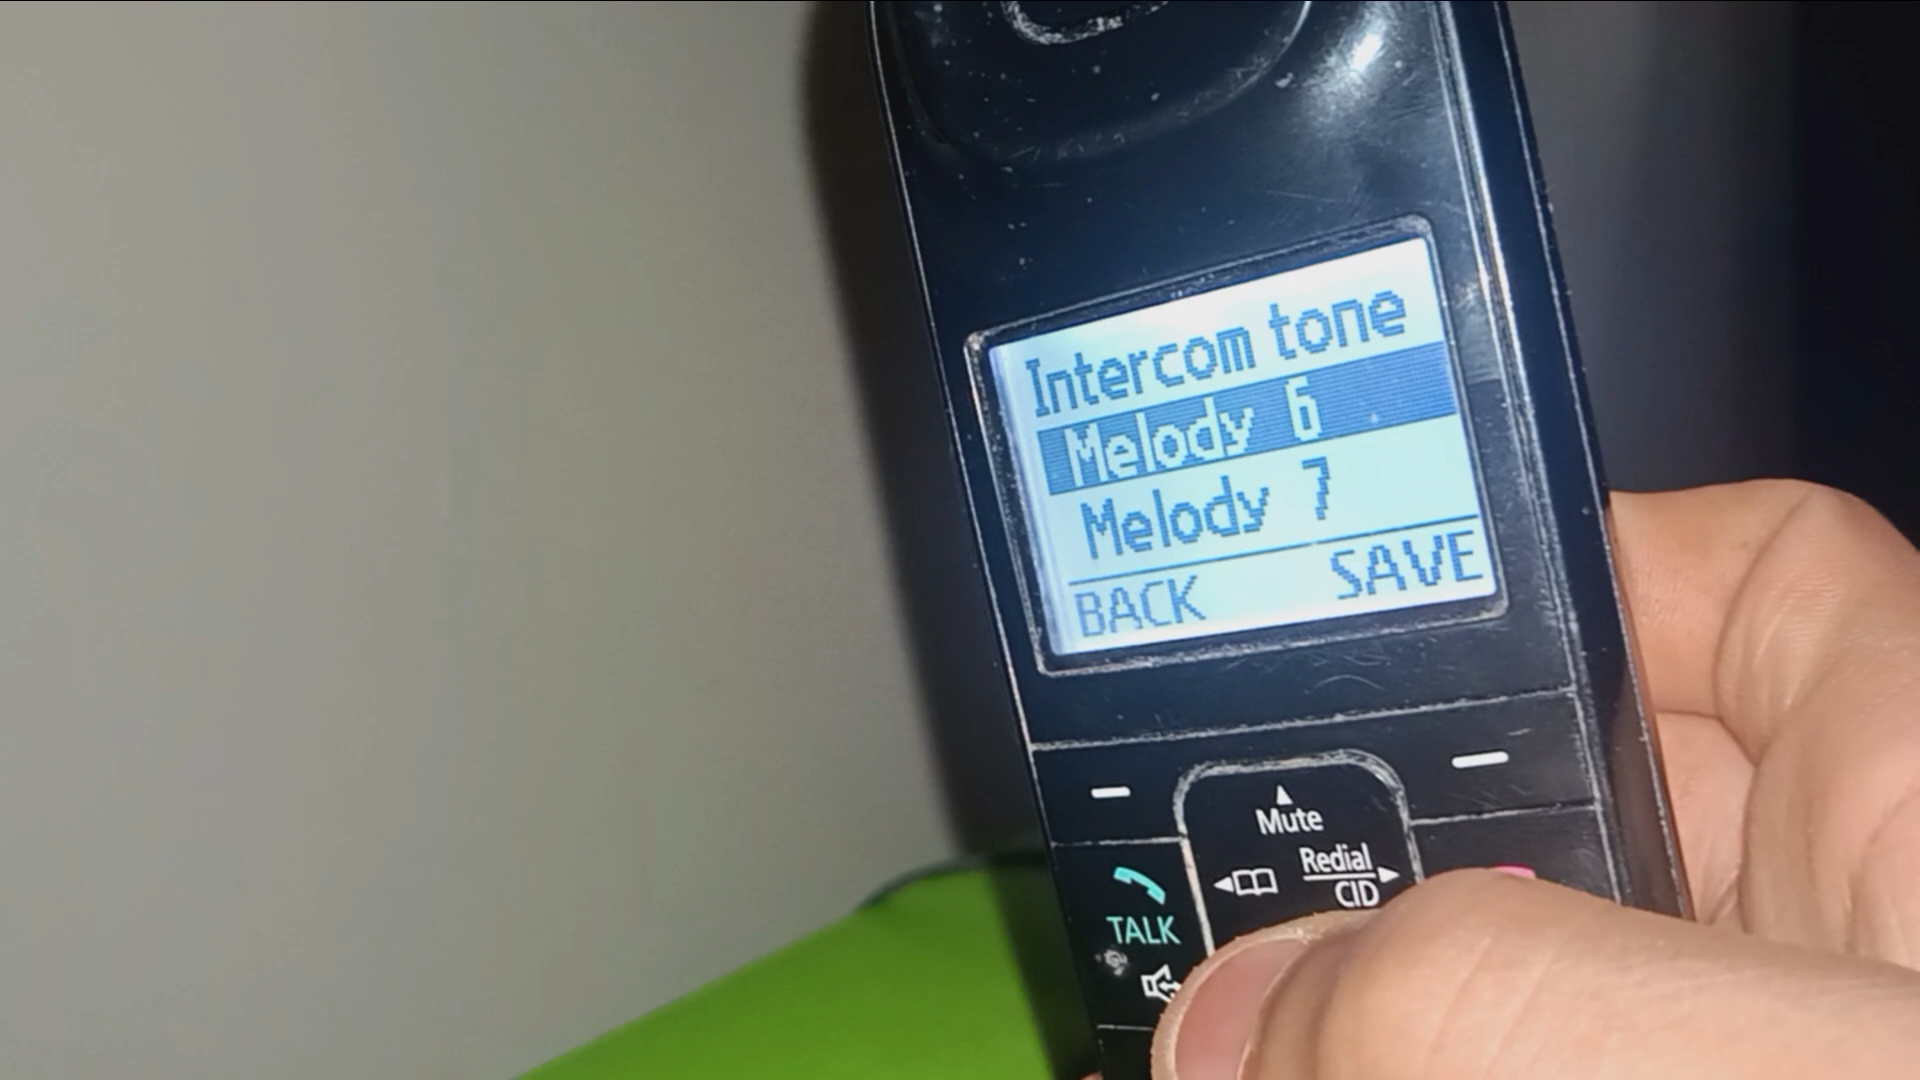 Intercom tone
Melody 6
Melody 7
BACK SAVE
Mute
Redial
CID
TALK